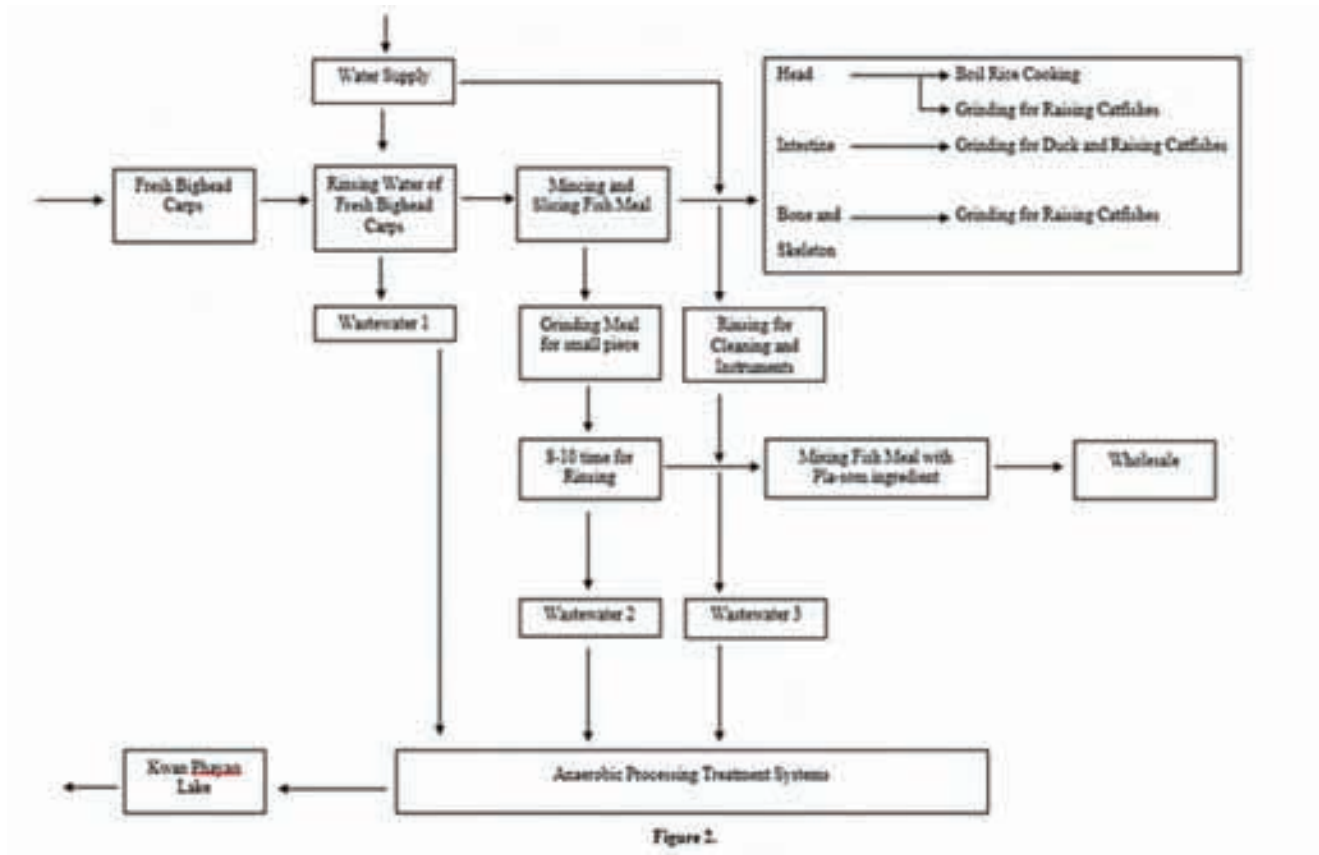 Water Supply
Head
Boil Rice Cooking
Grinding for Raising Catfishes
Intestine
Grinding for Duck and Raising Catfishes
Bone and
Skeleton
Grinding for Raising Catfishes
Fresh Bighead
Carps
Rinsing Water of
Fresh Bighead
Carps
Mincing and
Slicing Fish Meal
Wastewater 1
Grinding Meal
for small piece
Rinsing for
Cleaning and
Instruments
8-10 time for
Rinsing
Mixing Fish Meal with
Pla-som ingredient
Wholesale
Wastewater 2
Wastewater 3
Kwan Phayan
Lake
Anaerobic Processing Treatment Systems
Figure 2.